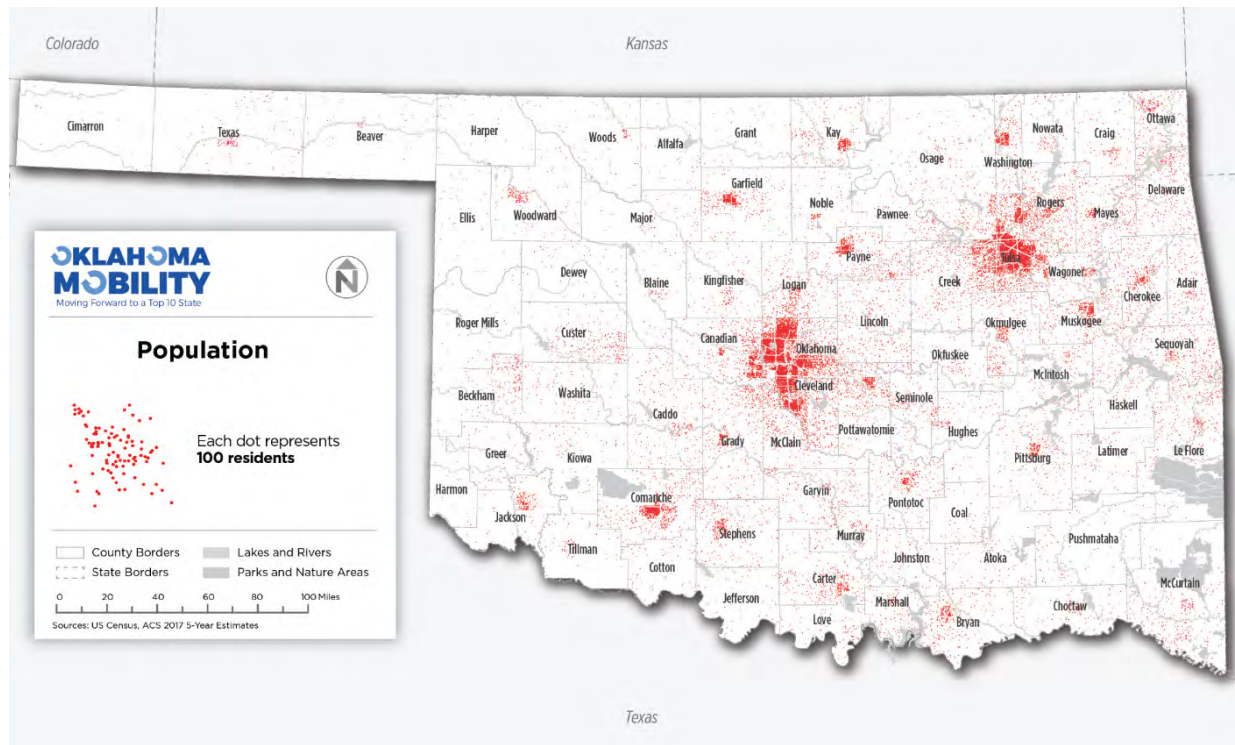 Colorado
Kansas
Cimarron
Texas
Beaver
Harper
Woods
Alfalfa
Grant
Kay
Osage
Washington
Nowata
Craig
Ottawa
Ellis
Woodward
Major
Garfield
Noble
Pawnee
Rogers
Mayes
Delaware
Dewey
Blaine
Kingfisher
Logan
Payne
Creek
Tulsa
Wagoner
Cherokee
Adair
Roger Mills
Custer
Canadian
Oklahoma
Lincoln
Okfuskee
Okmulgee
Muskogee
Sequoyah
Beckham
Washita
Caddo
Cleveland
Seminole
McIntosh
Haskell
Greer
Kiowa
Grady
McClain
Pottawatomie
Hughes
Pittsburg
Latimer
Le Flore
Harmon
Jackson
Comanche
Garvin
Pontotoc
Coal
Tillman
Stephens
Murray
Johnston
Atoka
Pushmataha
Cotton
Carter
McCurtain
Jefferson
Love
Marshall
Bryan
Choctaw
Texas
OKLAHOMA
MOBILITY
Moving Forward to a Top 10 State
N
Population
Each dot represents
100 residents
County Borders
Lakes and Rivers
State Borders
Parks and Nature Areas
0 20 40 60 80 100 Miles
Sources: US Census, ACS 2017 5-Year Estimates